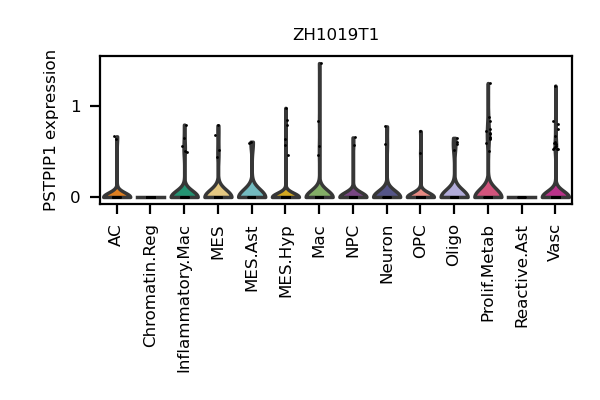 ZH1019T1
PSTPIP1 expression
1
0
AC
Chromatin.Reg
Inflammatory.Mac
MES
MES.Ast
MES.Hyp
Mac
NPC
Neuron
OPC
Oligo
Prolif.Metab
Reactive.Ast
Vasc